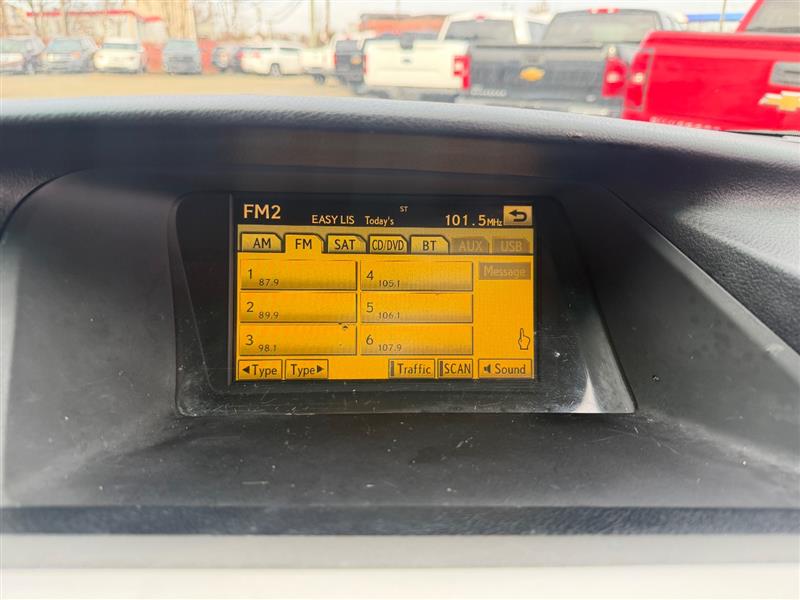 FM2 EASY LIS Today's ST 101.5MHz
AM FM SAT CD/DVD BT AUX USB
1 87.9 4 105.1 Message
2 89.9 5 106.1
3 98.1 6 107.9
◀Type Type▶ Traffic SCAN Sound